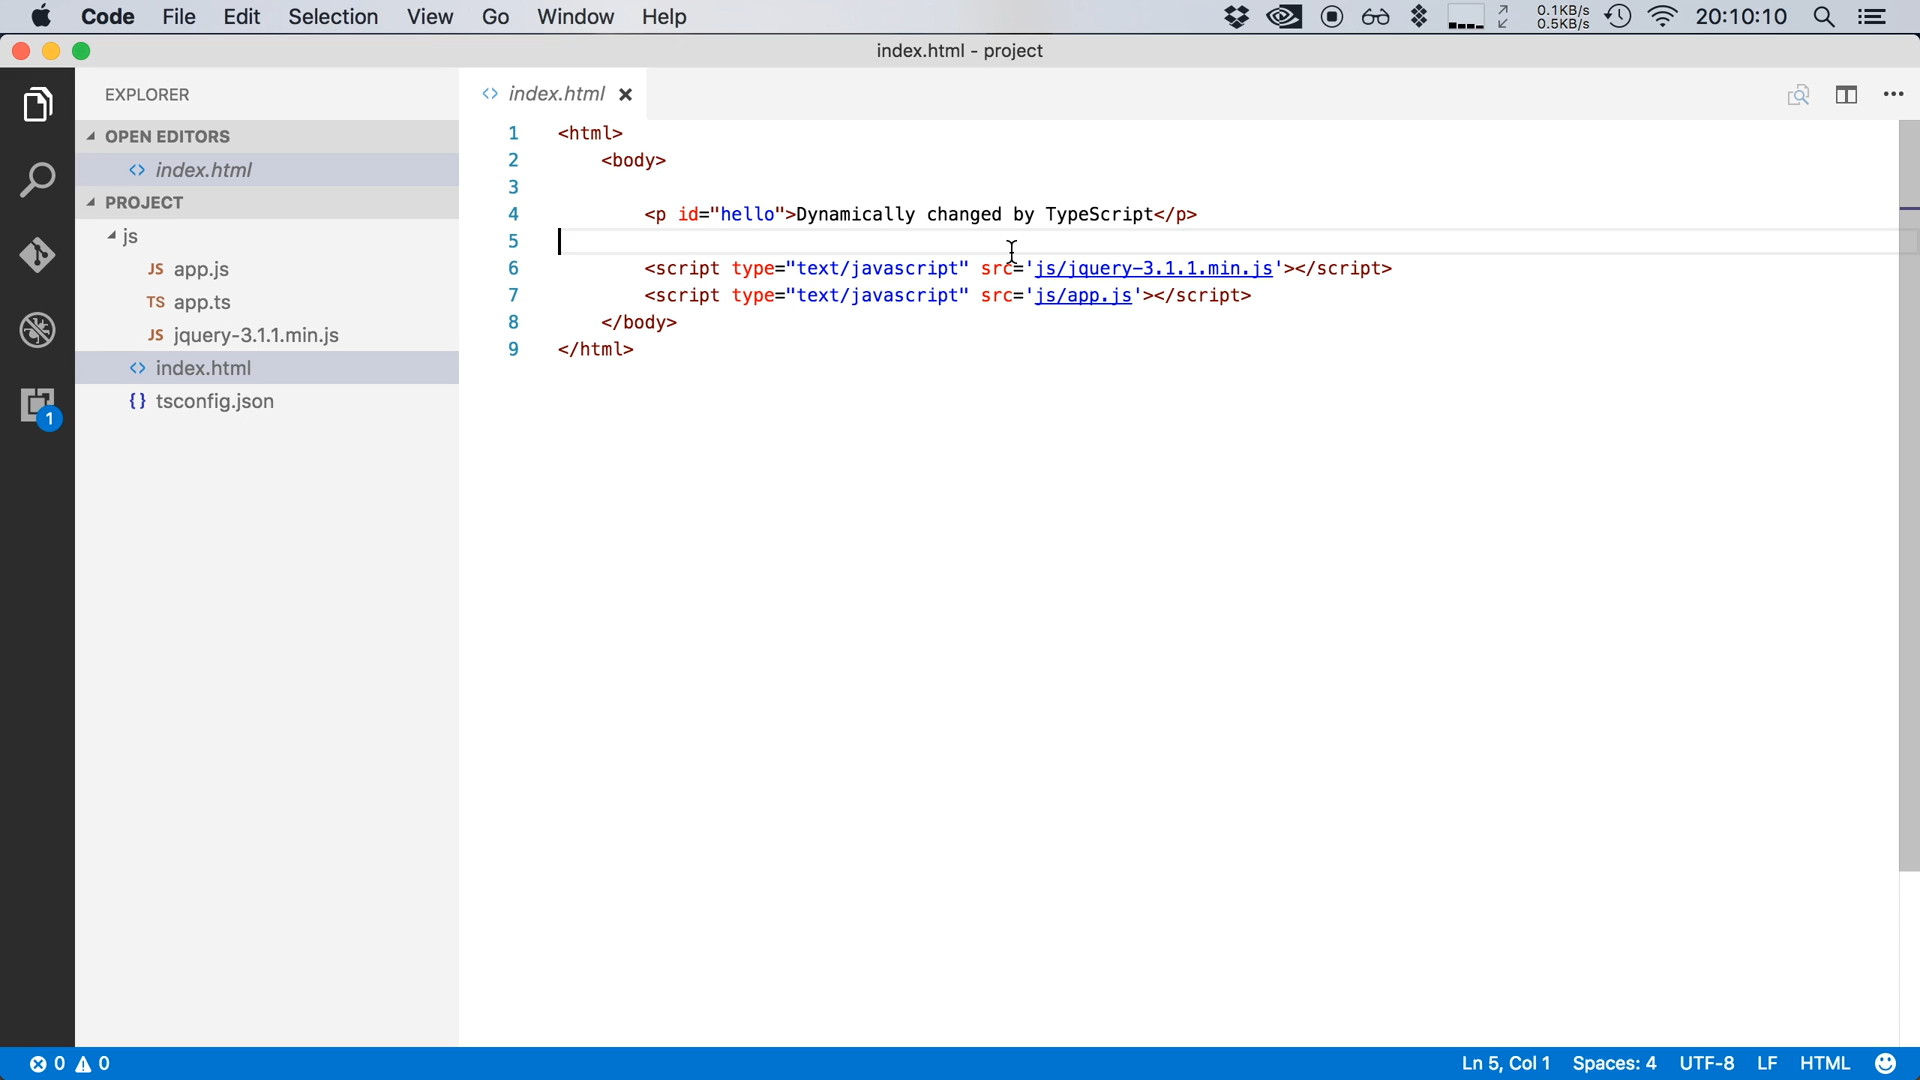 Code File Edit Selection View Go Window Help 0.1KB/s 0.5KB/s 20:10:10
index.html - project
EXPLORER
OPEN EDITORS
<> index.html
PROJECT
js
JS app.js
TS app.ts
JS jquery-3.1.1.min.js
<> index.html
{} tsconfig.json
1
<> index.html
1 <html>
2 <body>
3
4 <p id="hello">Dynamically changed by TypeScript</p>
5
6 <script type="text/javascript" src='js/jquery-3.1.1.min.js'></script>
7 <script type="text/javascript" src='js/app.js'></script>
8 </body>
9 </html>
0 0 Ln 5, Col 1 Spaces: 4 UTF-8 LF HTML